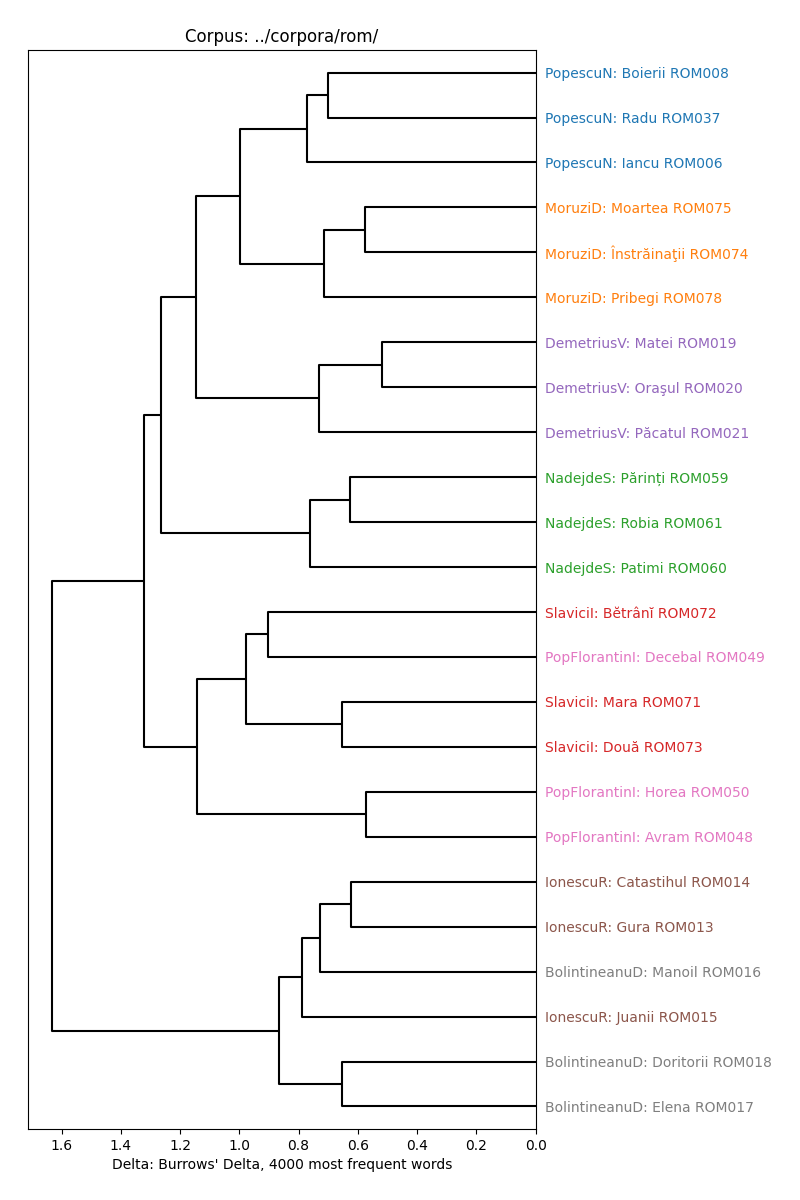 Corpus: ../corpora/rom/
PopescuN: Boierii ROM008
PopescuN: Radu ROM037
PopescuN: Iancu ROM006
MoruziD: Moartea ROM075
MoruziD: Înstrăinaţii ROM074
MoruziD: Pribegi ROM078
DemetriusV: Matei ROM019
DemetriusV: Oraşul ROM020
DemetriusV: Păcatul ROM021
NadejdeS: Părinți ROM059
NadejdeS: Robia ROM061
NadejdeS: Patimi ROM060
SlaviciI: Bĕtrânĭ ROM072
PopFlorantinI: Decebal ROM049
SlaviciI: Mara ROM071
SlaviciI: Două ROM073
PopFlorantinI: Horea ROM050
PopFlorantinI: Avram ROM048
IonescuR: Catastihul ROM014
IonescuR: Gura ROM013
BolintineanuD: Manoil ROM016
IonescuR: Juanii ROM015
BolintineanuD: Doritorii ROM018
BolintineanuD: Elena ROM017
1.6 1.4 1.2 1.0 0.8 0.6 0.4 0.2 0.0
Delta: Burrows' Delta, 4000 most frequent words